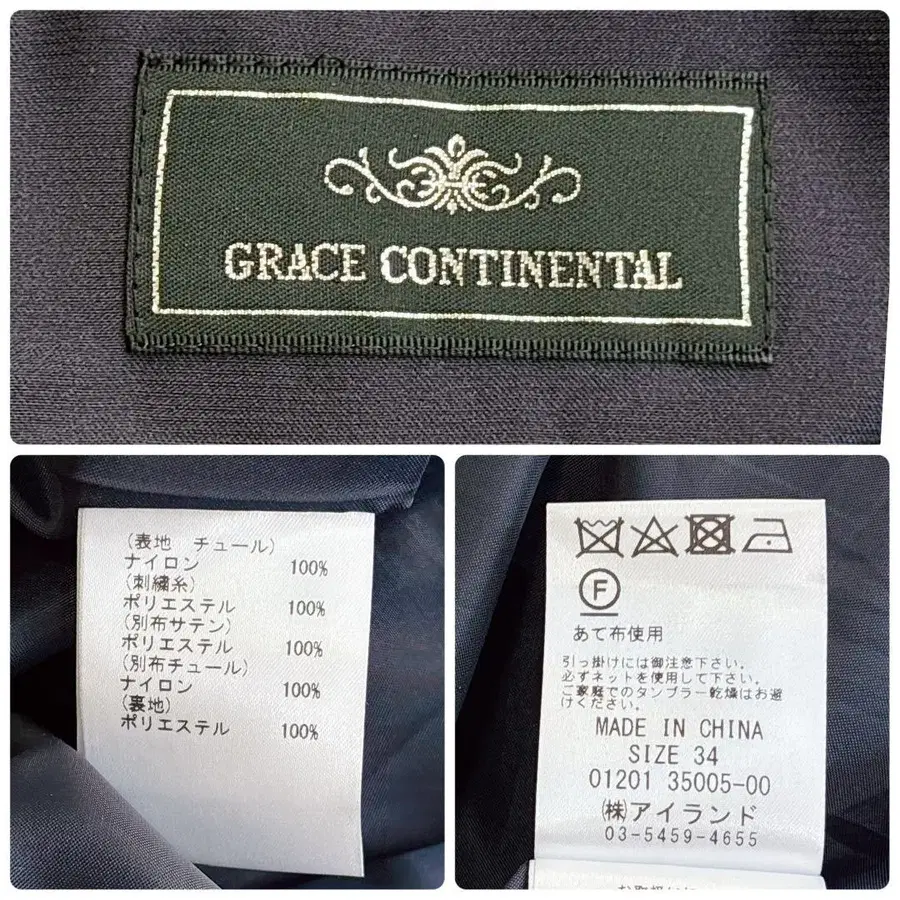 GRACE CONTINENTAL
(表地 チュール)
ナイロン 100%
(刺繍糸)
ポリエステル 100%
(別布サテン)
ポリエステル 100%
(別布チュール)
ナイロン 100%
(裏地)
ポリエステル 100%
F
あて布使用
引っ掛けには御注意下さい。
必ずネットを使用して下さい。
ご家庭でのタンブラー乾燥はお避
けください。
MADE IN CHINA
SIZE 34
01201 35005-00
㈱アイランド
03-5459-4655